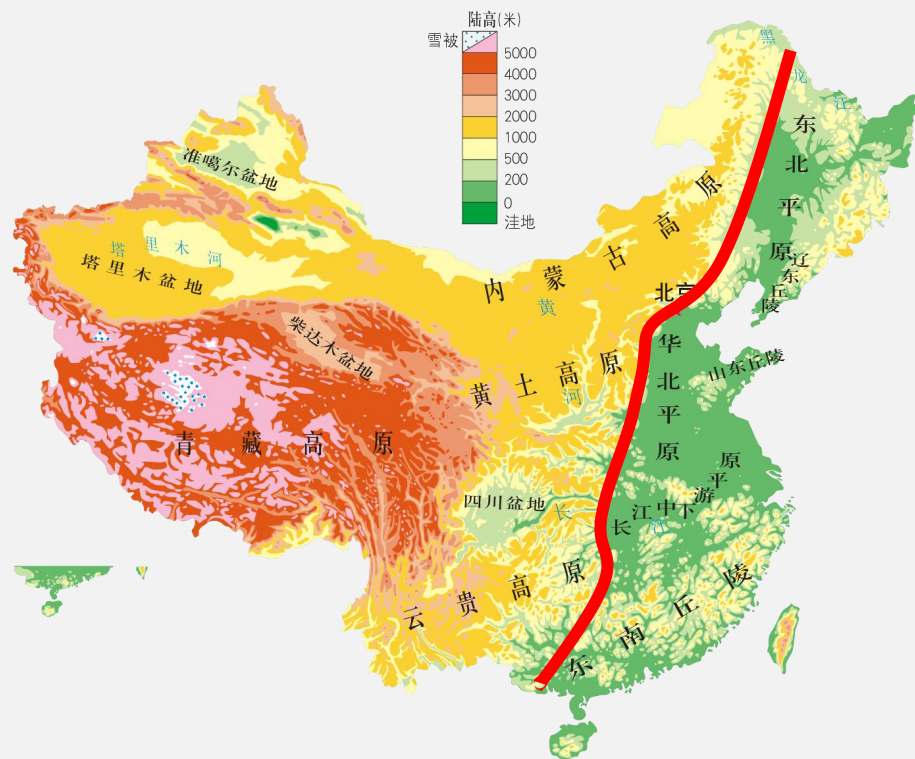 陆高(米)
雪被
5000
4000
3000
2000
1000
500
200
0
洼地
黑
龙
江
东北平原
准噶尔盆地
塔里木河
塔里木盆地
内蒙古高原
辽东丘陵
北京
黄
河
柴达木盆地
华北平原
山东丘陵
黄土高原
青藏高原
四川盆地
长
江
长江中下游平原
云贵高原
东南丘陵